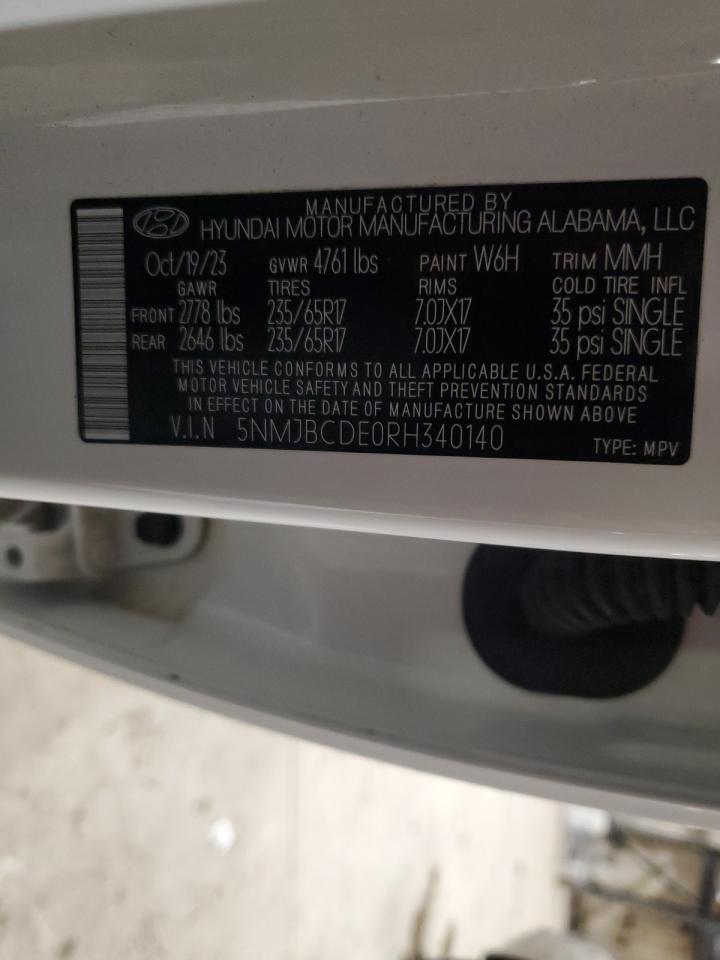 MANUFACTURED BY
HYUNDAI MOTOR MANUFACTURING ALABAMA, LLC
Oct/19/23 GVWR 4761 lbs PAINT W6H TRIM MMH
GAWR TIRES RIMS COLD TIRE INFL
FRONT 2778 lbs 235/65R17 7.0JX17 35 psi SINGLE
REAR 2646 lbs 235/65R17 7.0JX17 35 psi SINGLE
THIS VEHICLE CONFORMS TO ALL APPLICABLE U.S.A. FEDERAL
MOTOR VEHICLE SAFETY AND THEFT PREVENTION STANDARDS
IN EFFECT ON THE DATE OF MANUFACTURE SHOWN ABOVE
V.I.N 5NMJBCDE0RH340140 TYPE: MPV